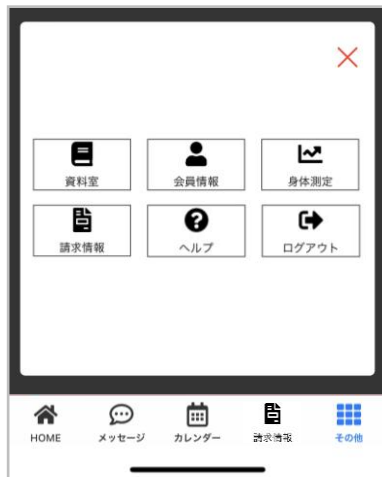 資料室
会員情報
身体測定
請求情報
ヘルプ
ログアウト
HOME
メッセージ
カレンダー
請求情報
その他